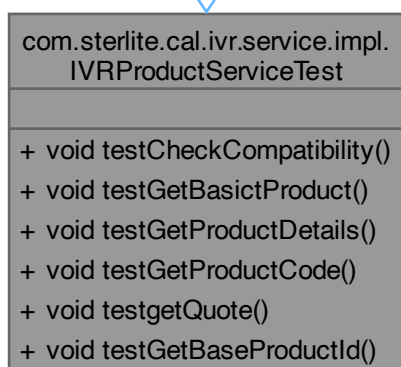 com.sterlite.cal.ivr.service.impl.
IVRProductServiceTest
+ void testCheckCompatibility()
+ void testGetBasictProduct()
+ void testGetProductDetails()
+ void testGetProductCode()
+ void testgetQuote()
+ void testGetBaseProductId()